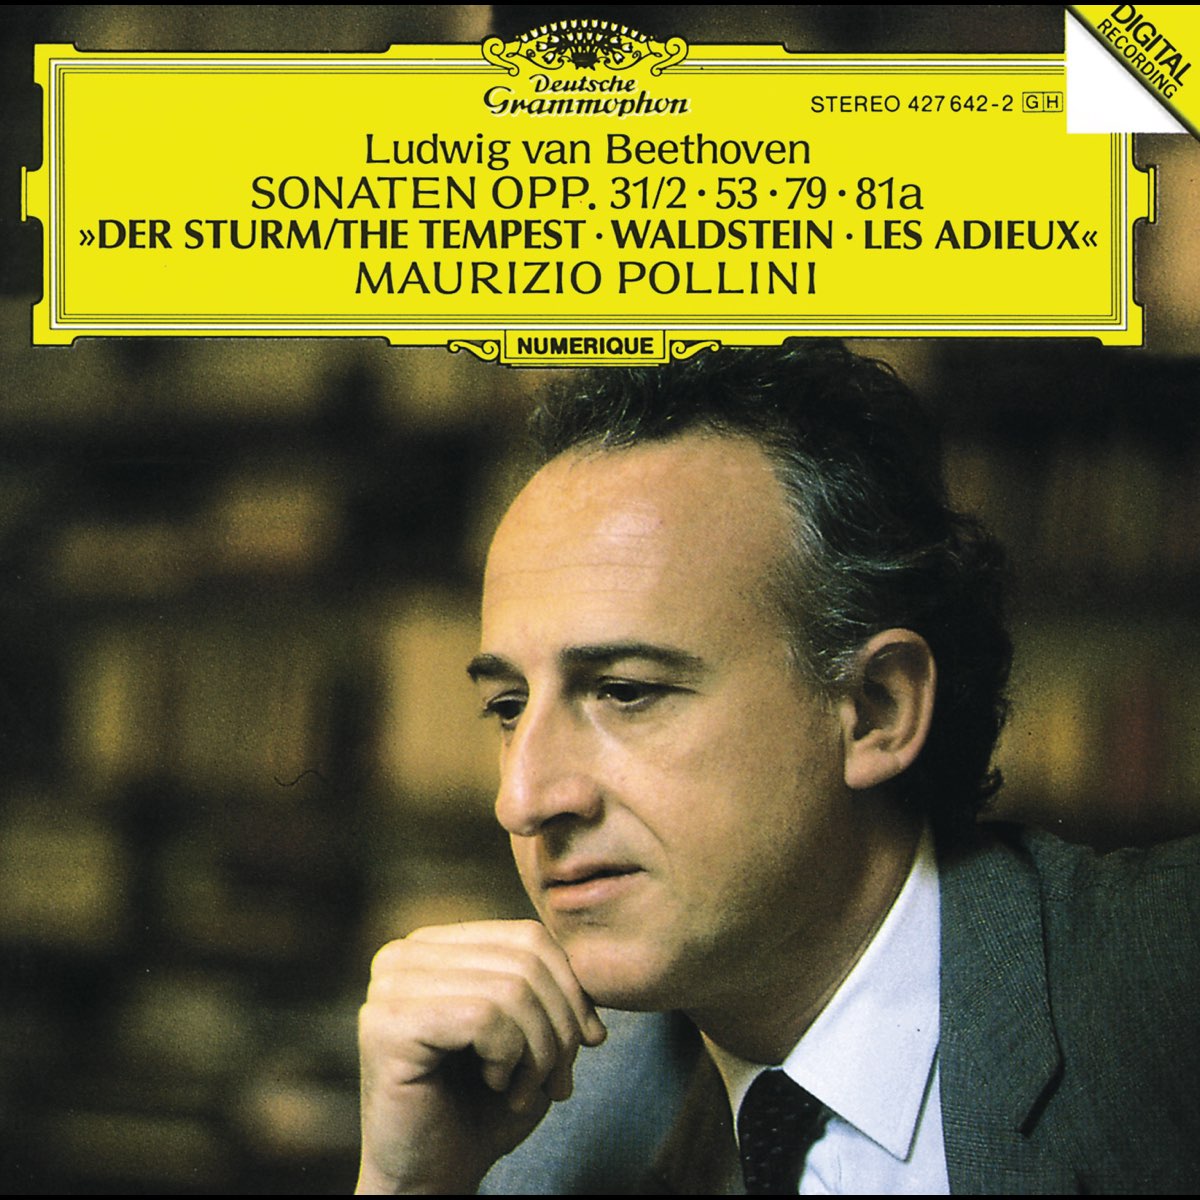 DIGITAL
RECORDING
Deutsche
Grammophon
STEREO 427 642-2 GH
Ludwig van Beethoven
SONATEN OPP. 31/2 · 53 · 79 · 81a
»DER STURM/THE TEMPEST · WALDSTEIN · LES ADIEUX«
MAURIZIO POLLINI
NUMERIQUE